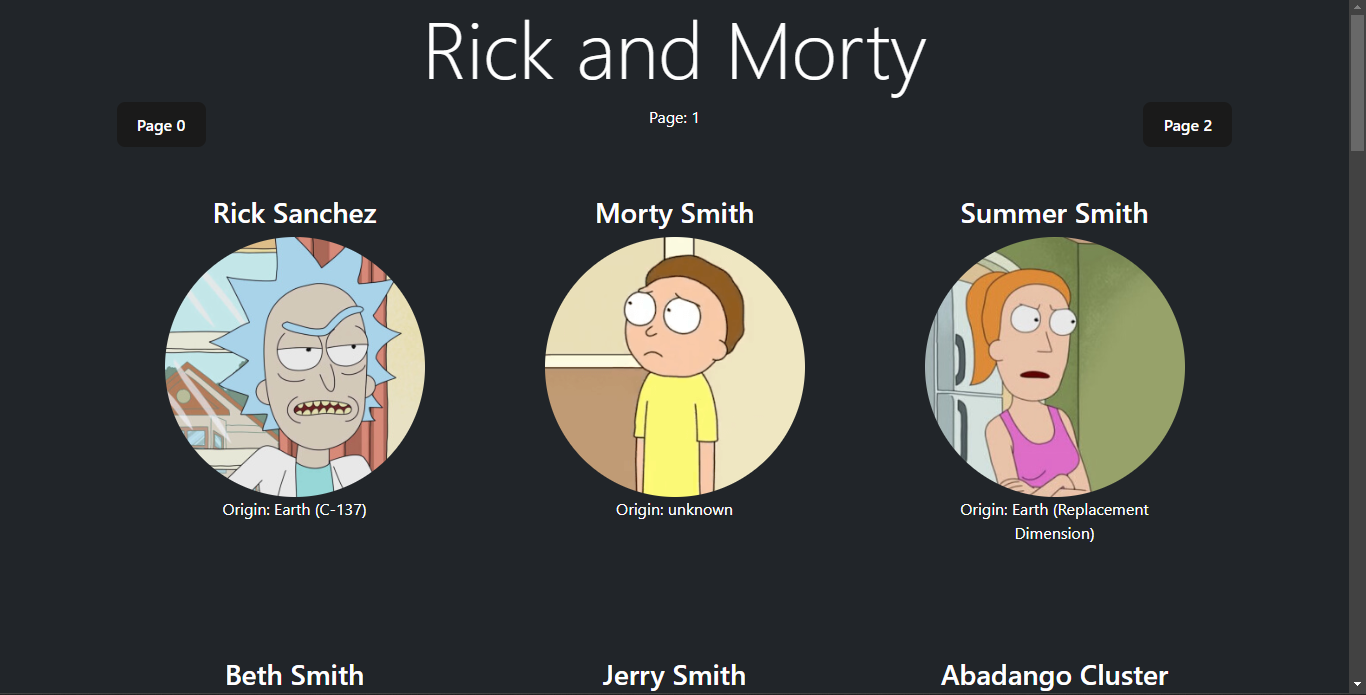 Rick and Morty
Page 0
Page: 1
Page 2
Rick Sanchez
Morty Smith
Summer Smith
Origin: Earth (C-137)
Origin: unknown
Origin: Earth (Replacement
Dimension)
Beth Smith
Jerry Smith
Abadango Cluster